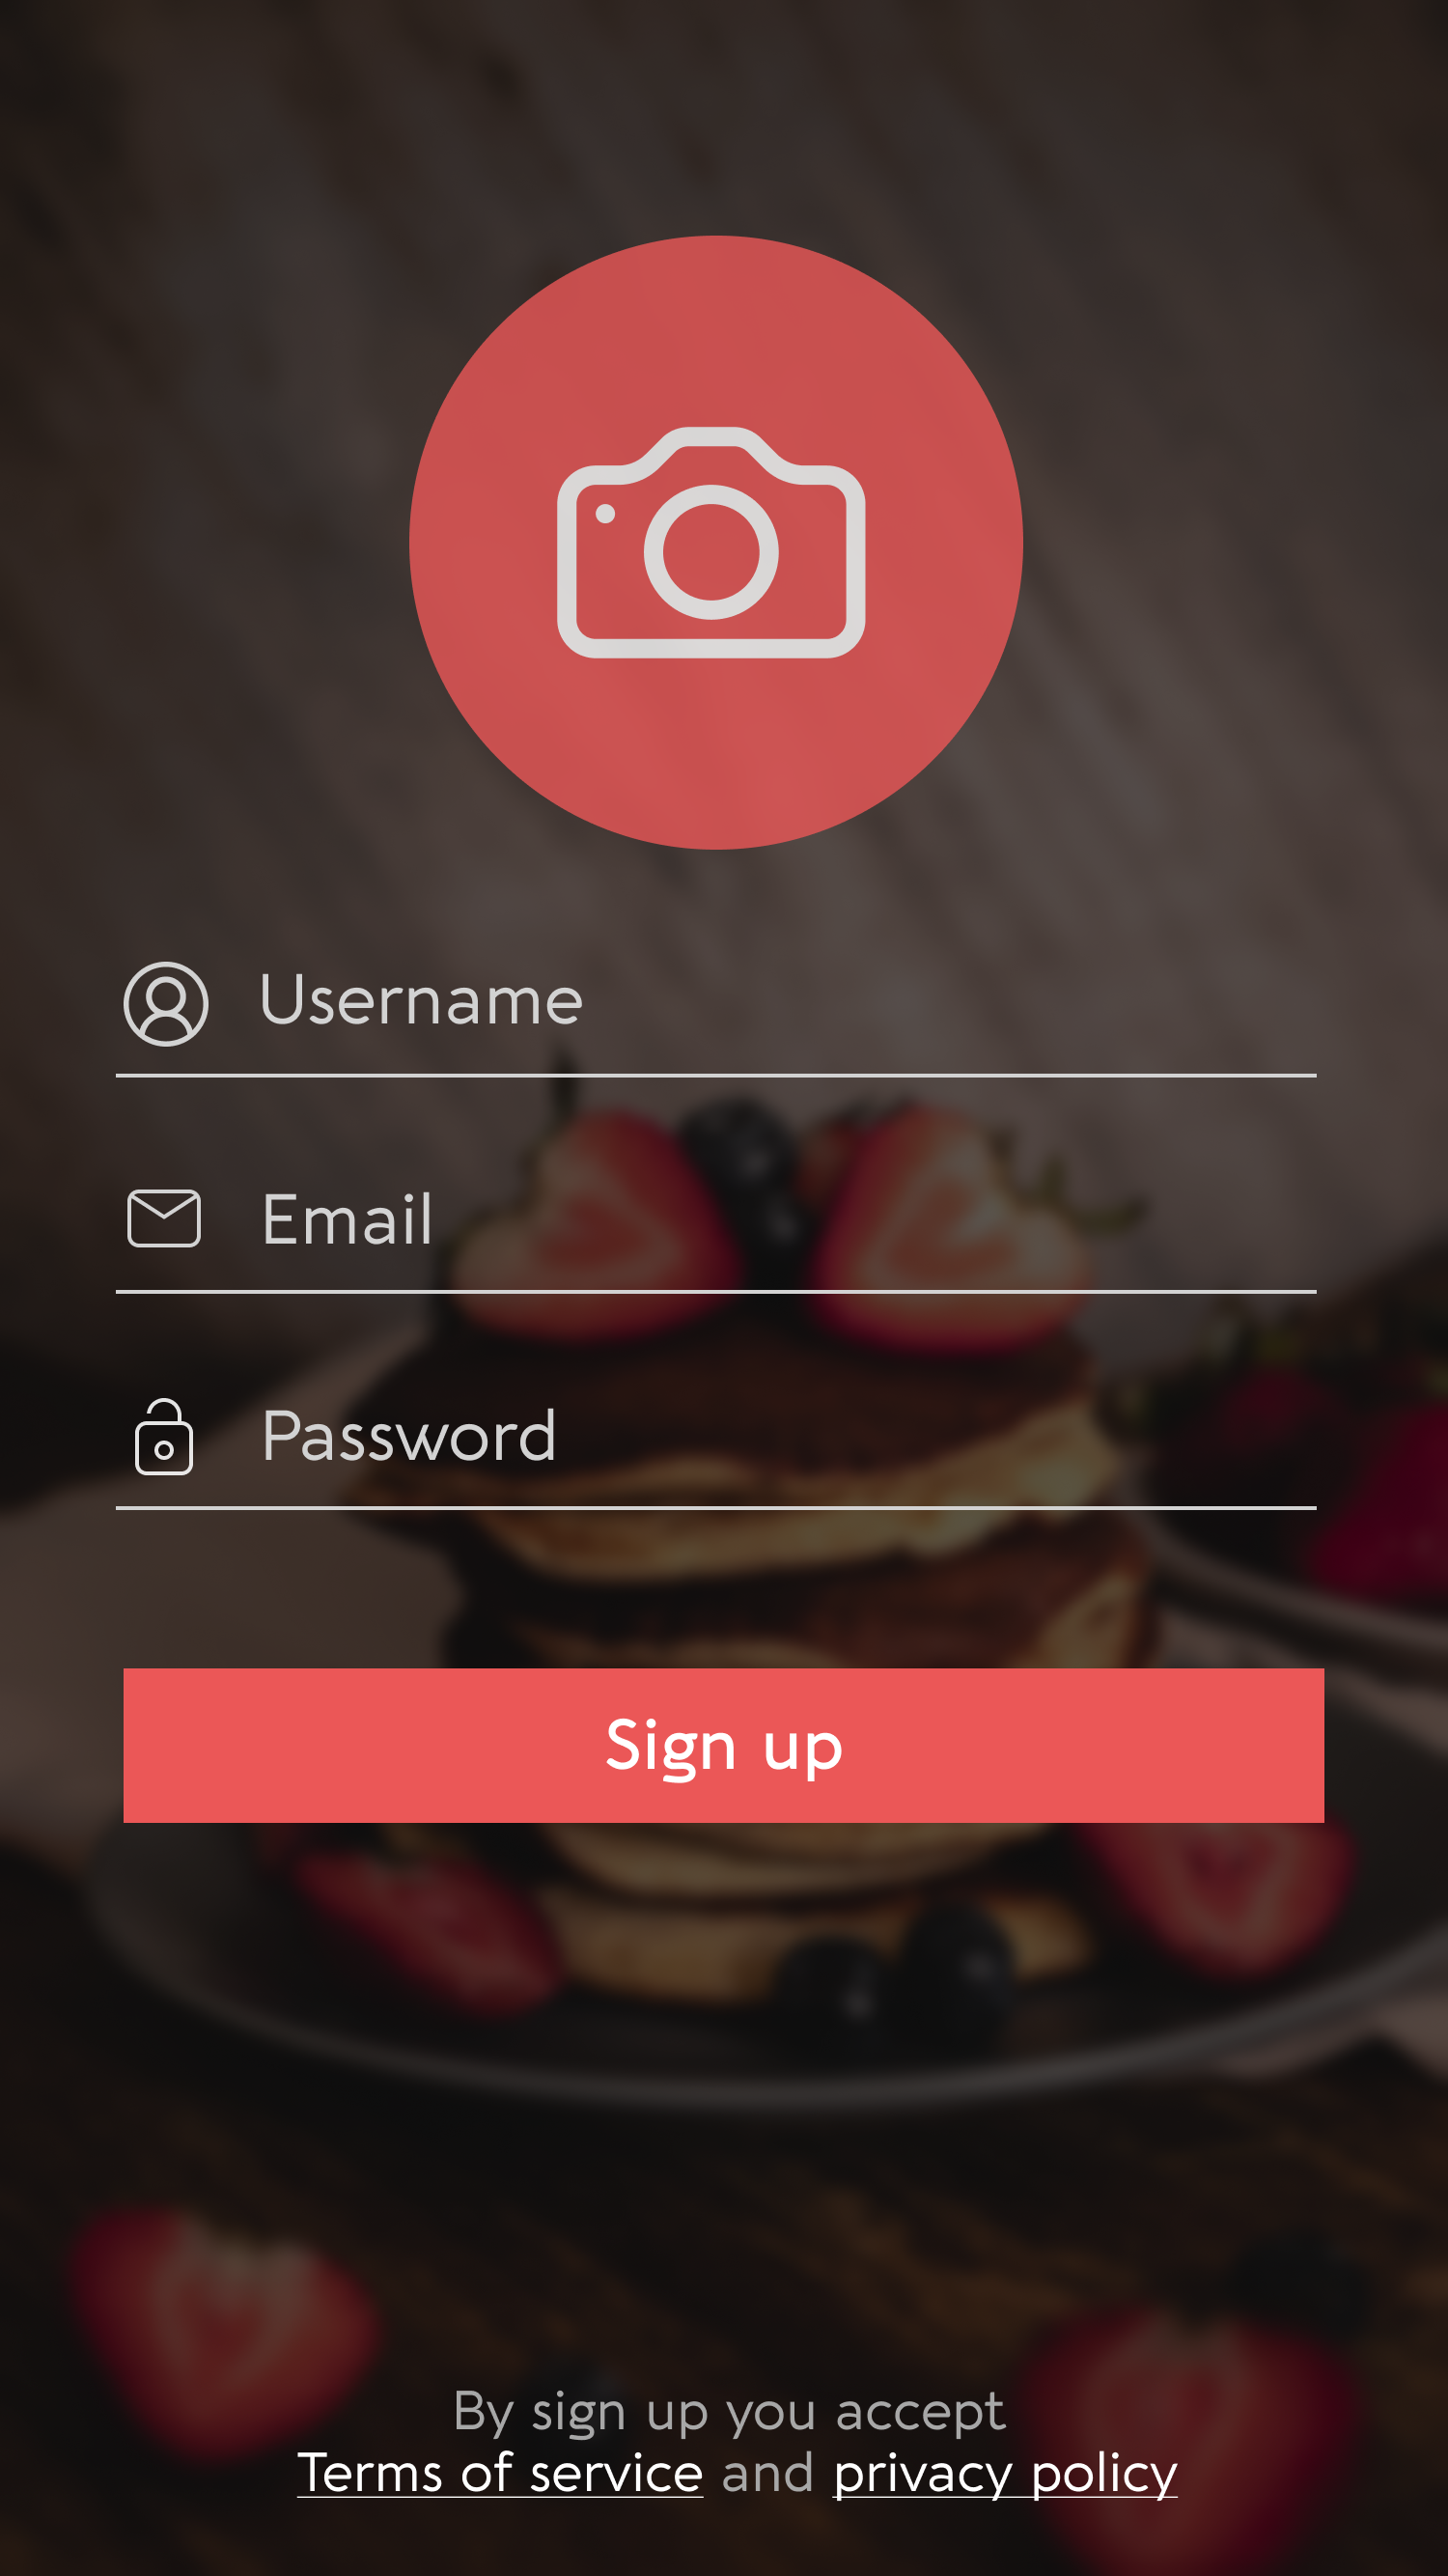 Username
Email
Password
Sign up
By sign up you accept
Terms of service and privacy policy